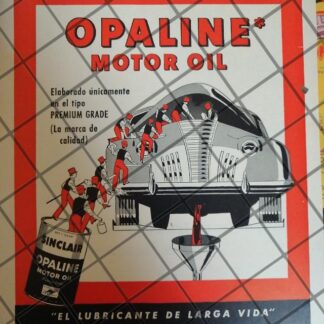 OPALINE*
MOTOR OIL
Elaborado únicamente
en el tipo
PREMIUM GRADE
(La marca de
calidad)
SINCLAIR
OPALINE
MOTOR OIL
"EL LUBRICANTE DE LARGA VIDA"